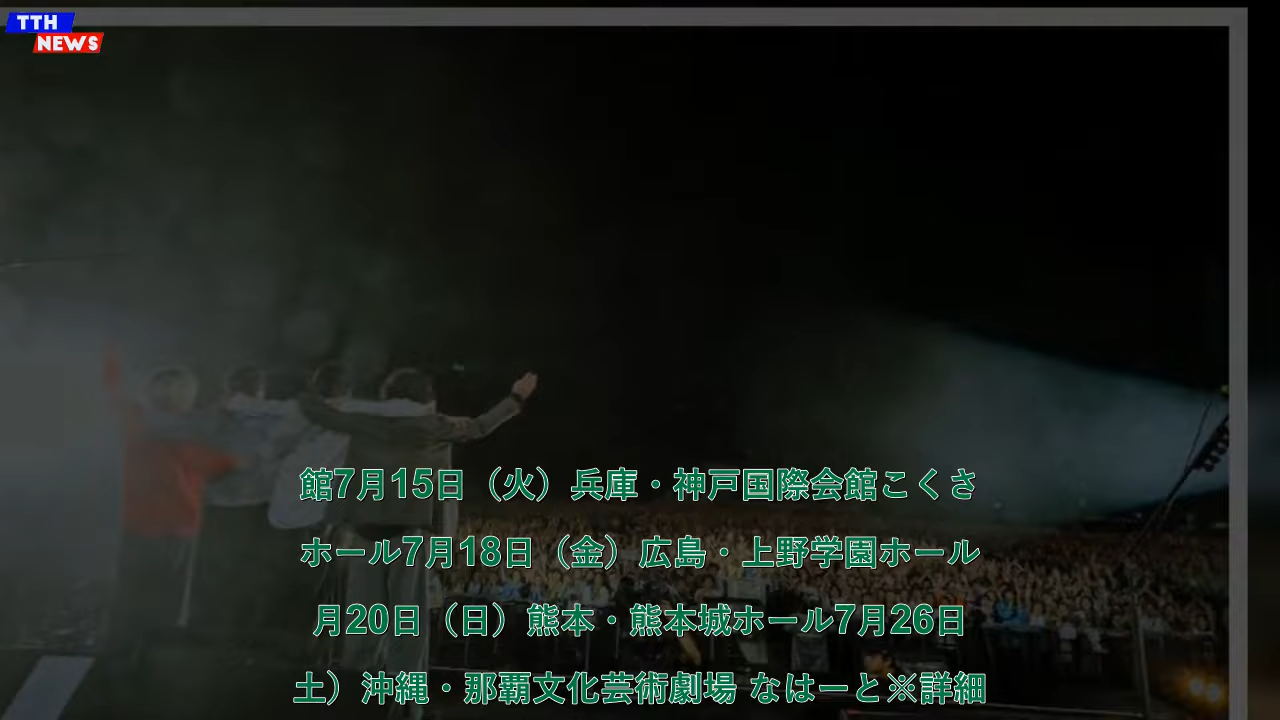 TTH
NEWS
館7月15日（火）兵庫・神戸国際会館こくさ
ホール7月18日（金）広島・上野学園ホール
月20日（日）熊本・熊本城ホール7月26日
土）沖縄・那覇文化芸術劇場 なはーと※詳細